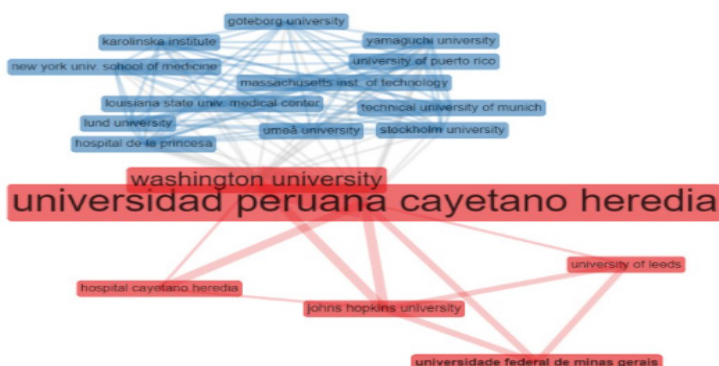 göteborg university
karolinska institute
yamaguchi university
new york univ. school of medicine
university of puerto rico
massachusetts inst. of technology
louisiana state univ. medical center
technical university of munich
lund university
umeå university
stockholm university
hospital de le princesa
washington university
universidad peruana cayetano heredia
university of leeds
hospital cayetano heredia
johns hopkins university
universidade federal de minas gerais